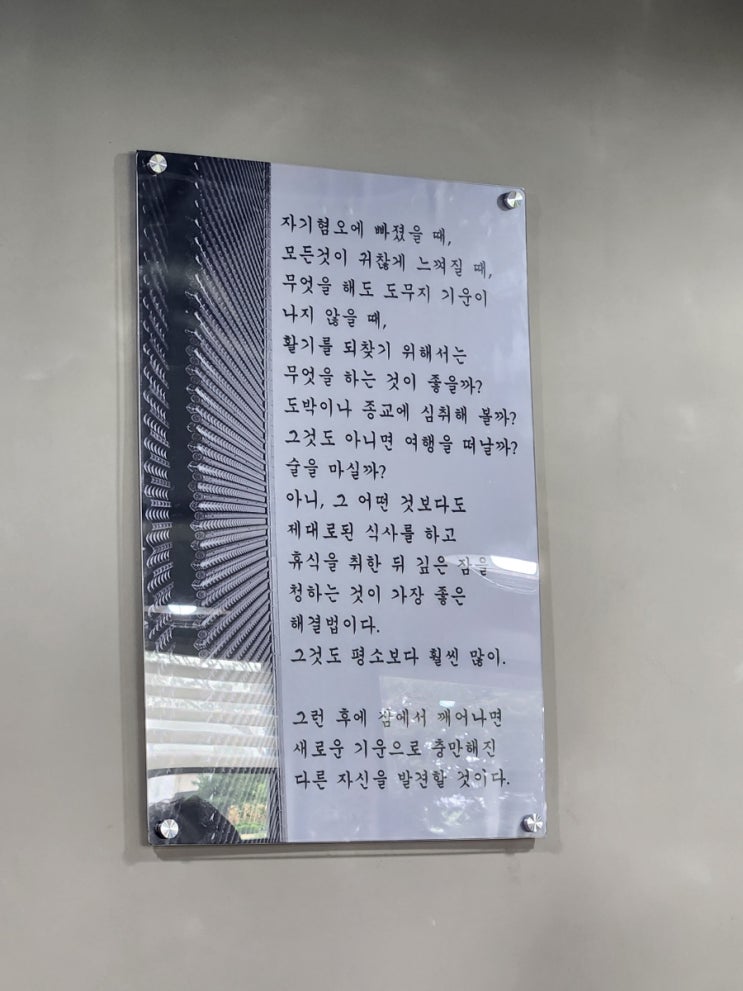 자기혐오에 빠졌을 때,
모든것이 귀찮게 느껴질 때,
무엇을 해도 도무지 기운이
나지 않을 때,
활기를 되찾기 위해서는
무엇을 하는 것이 좋을까?
도박이나 종교에 심취해 볼까?
그것도 아니면 여행을 떠날까?
술을 마실까?
아니, 그 어떤 것보다도
제대로된 식사를 하고
휴식을 취한 뒤 깊은 잠을
청하는 것이 가장 좋은
해결법이다.
그것도 평소보다 훨씬 많이.
그런 후에 잠에서 깨어나면
새로운 기운으로 충만해진
다른 자신을 발견할 것이다.